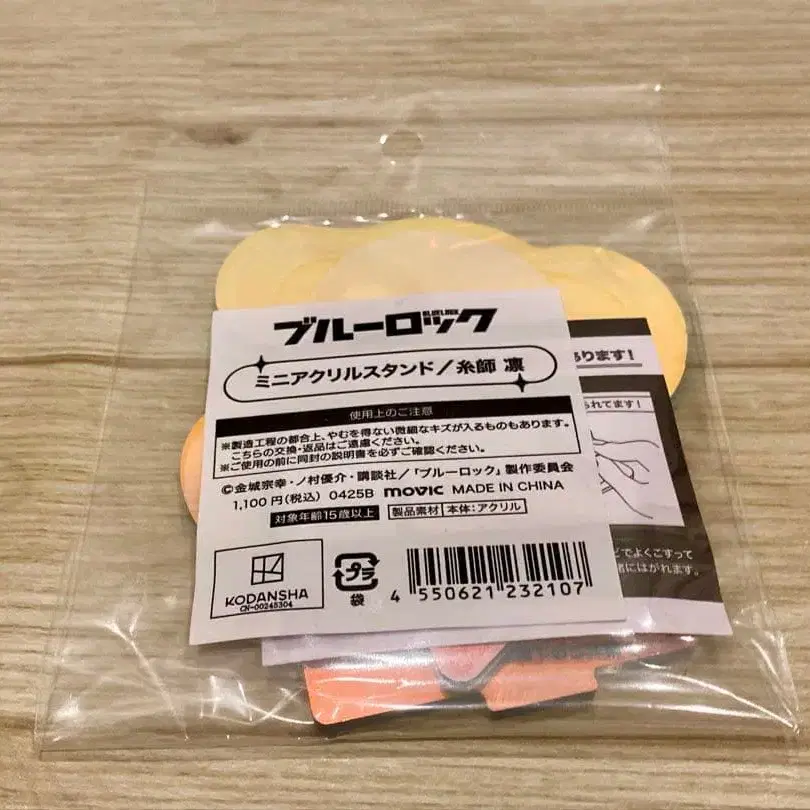 ブルーロック
BLUELOCK
ミニアクリルスタンド／糸師 凛
使用上のご注意
※製造工程の都合上、やむを得ない微細なキズが入るものもあります。
こちらの交換・返品はご遠慮ください。
※ご使用の前に同封の説明書を必ずご確認ください。
©金城宗幸・ノ村優介・講談社／「ブルーロック」製作委員会
1,100円(税込) 0425B movic MADE IN CHINA
対象年齢15歳以上 製品素材 本体：アクリル
KODANSHA
CN-00245304
プラ
袋
4 550621 232107
あります！
られてます！
でよくこすって
緒にはがれます。